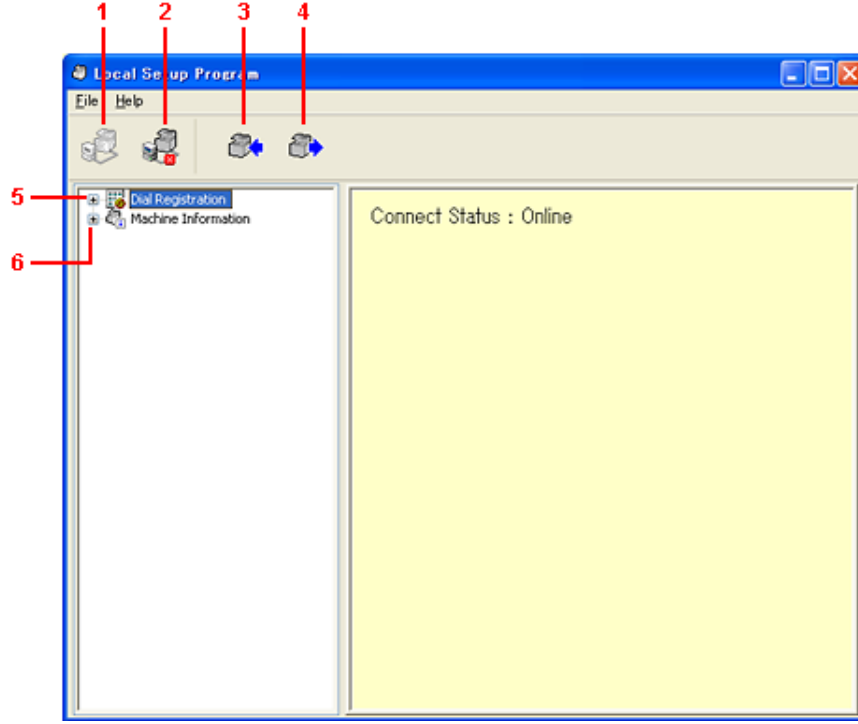 1 2 3 4
Local Setup Program
File Help
5
Dial Registration
Machine Information
6
Connect Status : Online